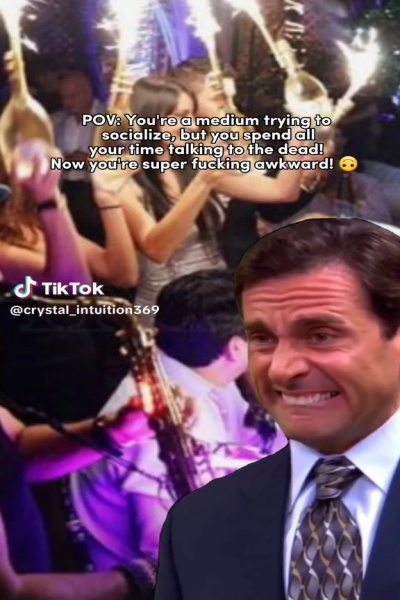 POV: You're a medium trying to
socialize, but you spend all
your time talking to the dead!
Now you're super fucking awkward! 🙃
TikTok
@crystal_intuition369